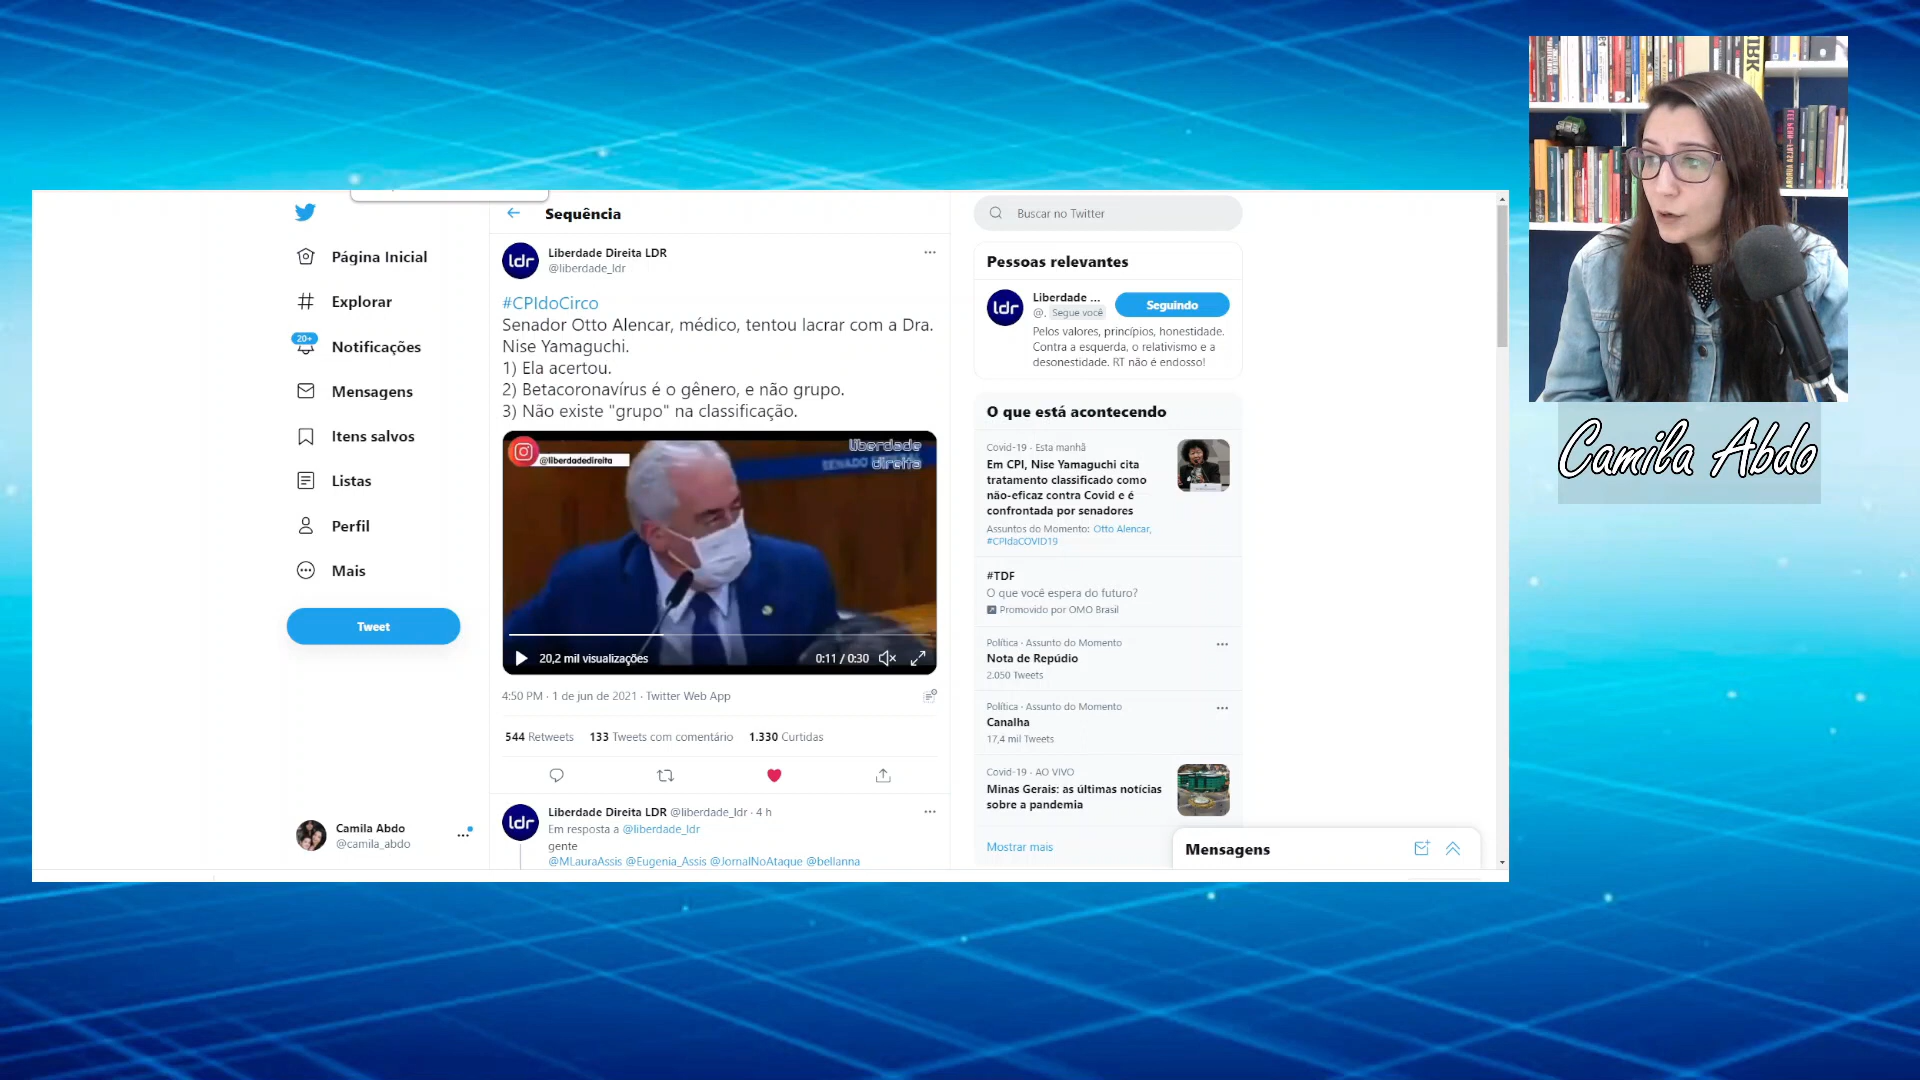 Página Inicial
Explorar
20+
Notificações
Mensagens
Itens salvos
Listas
Perfil
Mais
Tweet
Camila Abdo
@camila_abdo
Sequência
ldr
Liberdade Direita LDR
@liberdade_ldr
#CPIdoCirco
Senador Otto Alencar, médico, tentou lacrar com a Dra.
Nise Yamaguchi.
1) Ela acertou.
2) Betacoronavírus é o gênero, e não grupo.
3) Não existe "grupo" na classificação.
@liberdadedireita
liberdade
direita
20,2 mil visualizações
0:11 / 0:30
4:50 PM · 1 de jun de 2021 · Twitter Web App
544 Retweets 133 Tweets com comentário 1.330 Curtidas
ldr
Liberdade Direita LDR @liberdade_ldr · 4 h
Em resposta a @liberdade_ldr
gente
@MLauraAssis @Eugenia_Assis @JornalNoAtaque @bellanna
Buscar no Twitter
Pessoas relevantes
ldr
Liberdade ...
@. Segue você
Seguindo
Pelos valores, princípios, honestidade.
Contra a esquerda, o relativismo e a
desonestidade. RT não é endosso!
O que está acontecendo
Covid-19 · Esta manhã
Em CPI, Nise Yamaguchi cita
tratamento classificado como
não-eficaz contra Covid e é
confrontada por senadores
Assuntos do Momento: Otto Alencar,
#CPIdaCOVID19
#TDF
O que você espera do futuro?
Promovido por OMO Brasil
Política · Assunto do Momento
Nota de Repúdio
2.050 Tweets
Política · Assunto do Momento
Canalha
17,4 mil Tweets
Covid-19 · AO VIVO
Minas Gerais: as últimas notícias
sobre a pandemia
Mostrar mais
Mensagens
Camila Abdo